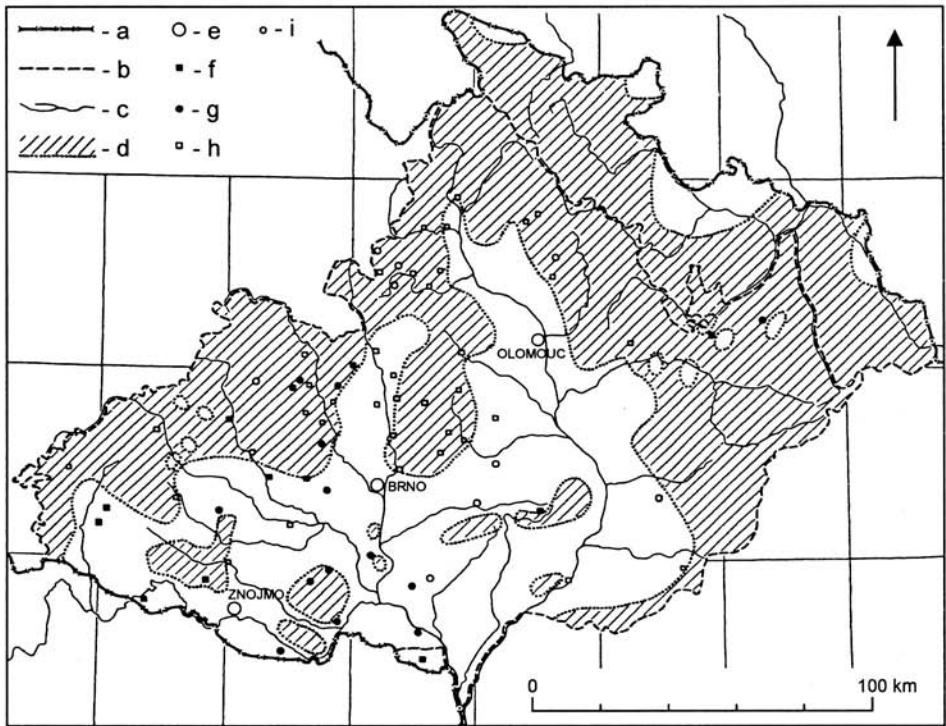 - a
- b
- c
- d
- e
- f
- g
- h
- i
OLOMOUC
BRNO
ZNOJMO
0
100 km